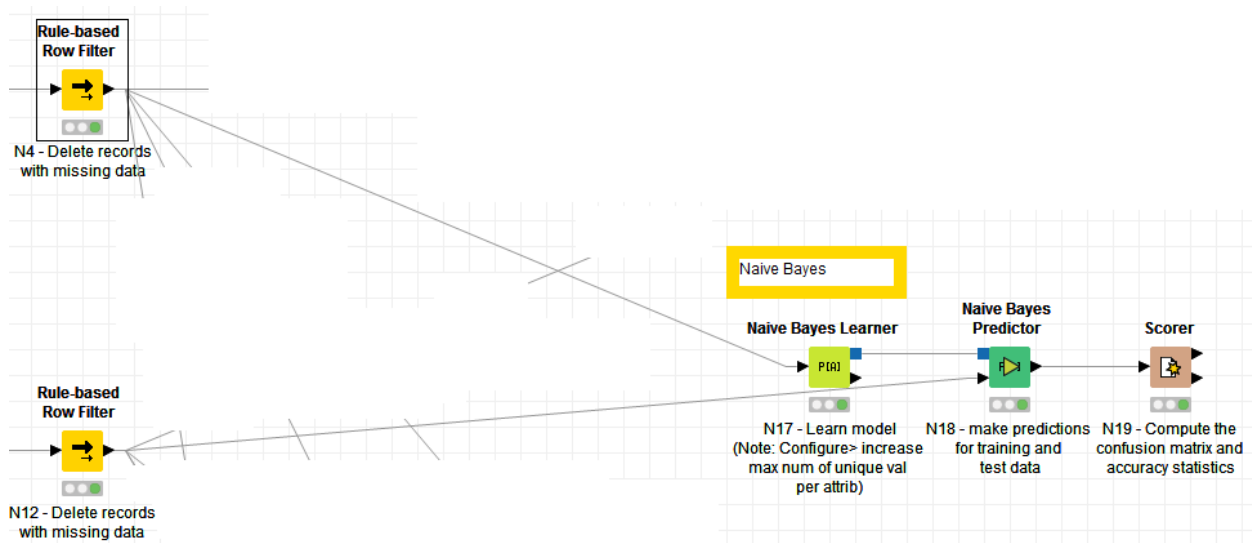 Rule-based
Row Filter
N4 - Delete records
with missing data
Naive Bayes
Naive Bayes Learner
P[A]
N17 - Learn model
(Note: Configure> increase
max num of unique val
per attrib)
Naive Bayes
Predictor
N18 - make predictions
for training and
test data
Scorer
N19 - Compute the
confusion matrix and
accuracy statistics
Rule-based
Row Filter
N12 - Delete records
with missing data